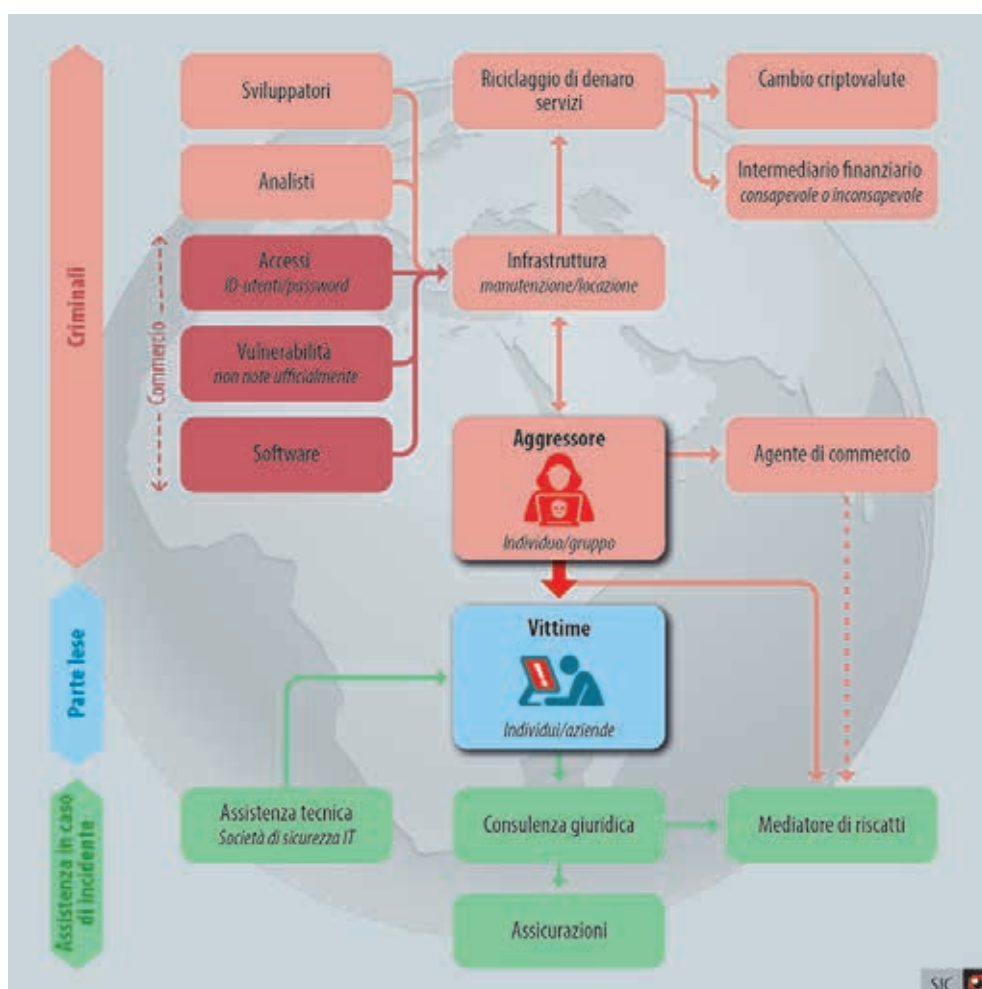 Criminali
Commercio
Sviluppatori
Analisti
Accessi
ID-utenti/password
Vulnerabilità
non note ufficialmente
Software
Riciclaggio di denaro
servizi
Cambio criptovalute
Intermediario finanziario
consapevole o inconsapevole
Infrastruttura
manutenzione/locazione
Aggressore
Individuo/gruppo
Agente di commercio
Parte lese
Vittime
Individui/aziende
Assistenza in caso
di incidente
Assistenza tecnica
Società di sicurezza IT
Consulenza giuridica
Mediatore di riscatti
Assicurazioni
SIC